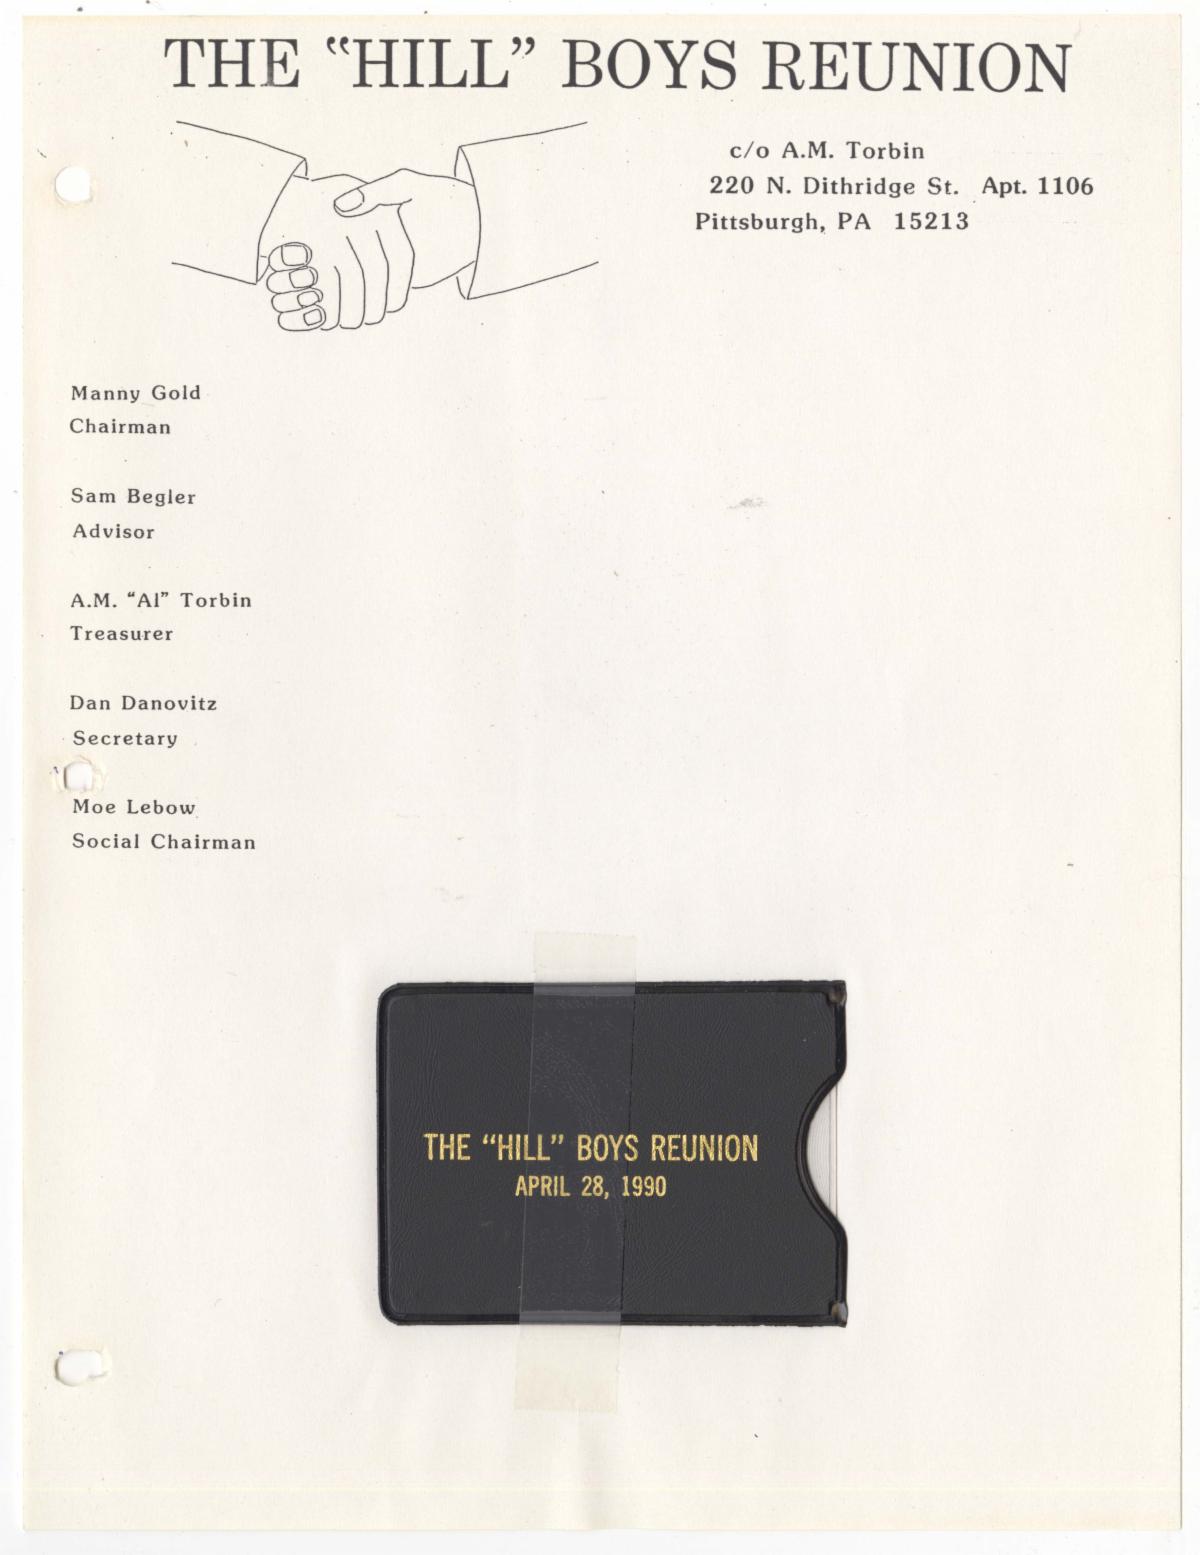 THE “HILL” BOYS REUNION
c/o A.M. Torbin
220 N. Dithridge St. Apt. 1106
Pittsburgh, PA 15213
Manny Gold
Chairman
Sam Begler
Advisor
A.M. “Al” Torbin
Treasurer
Dan Danovitz
Secretary
Moe Lebow
Social Chairman
THE “HILL” BOYS REUNION
APRIL 28, 1990